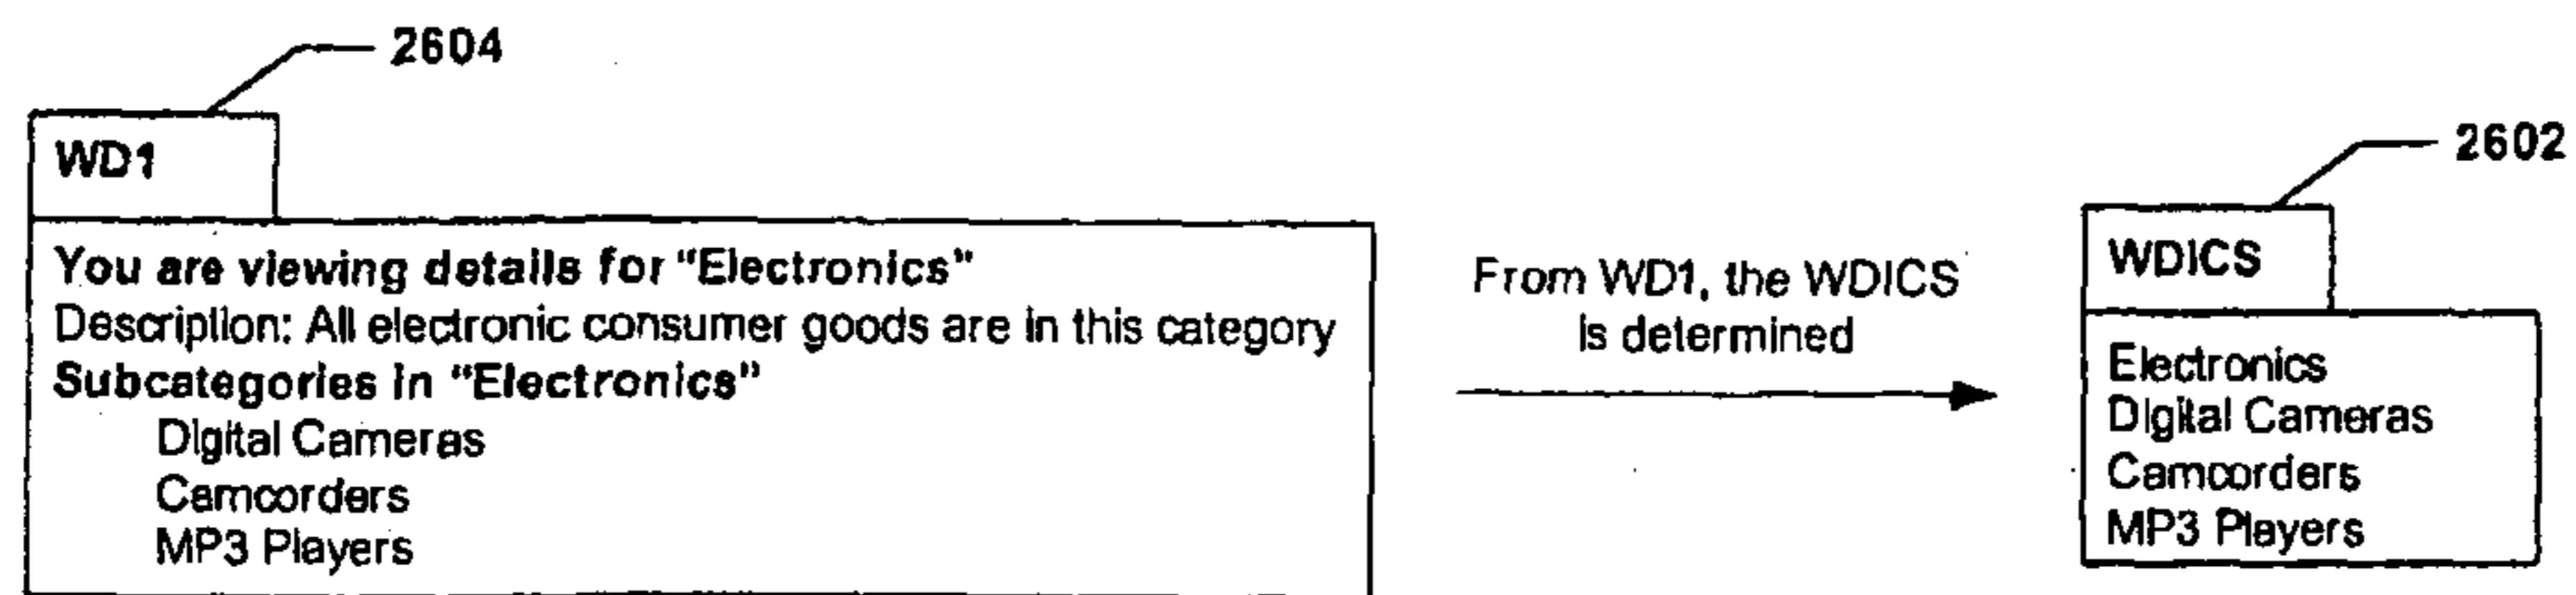 2604
WD1
You are viewing details for "Electronics"
Description: All electronic consumer goods are in this category
Subcategories in "Electronics"
Digital Cameras
Camcorders
MP3 Players
From WD1, the WDICS
is determined
2602
WDICS
Electronics
Digital Cameras
Camcorders
MP3 Players